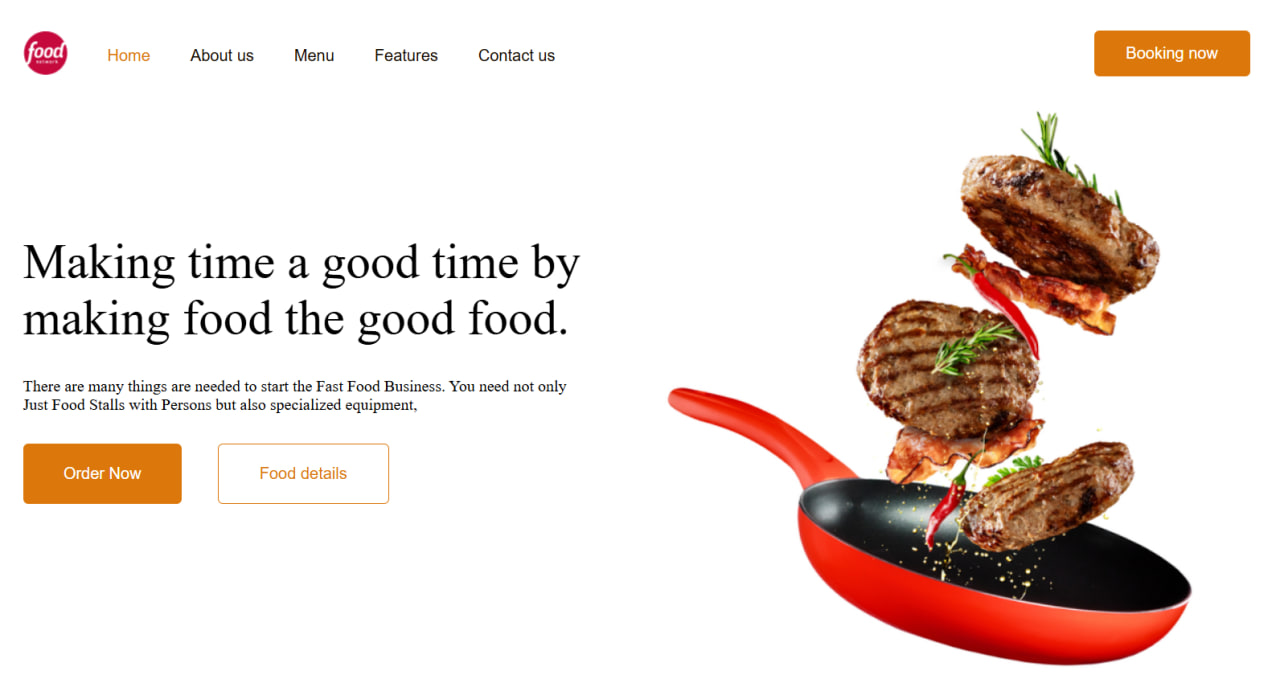 food
network
Home
About us
Menu
Features
Contact us
Booking now
Making time a good time by
making food the good food.
There are many things are needed to start the Fast Food Business. You need not only
Just Food Stalls with Persons but also specialized equipment,
Order Now
Food details